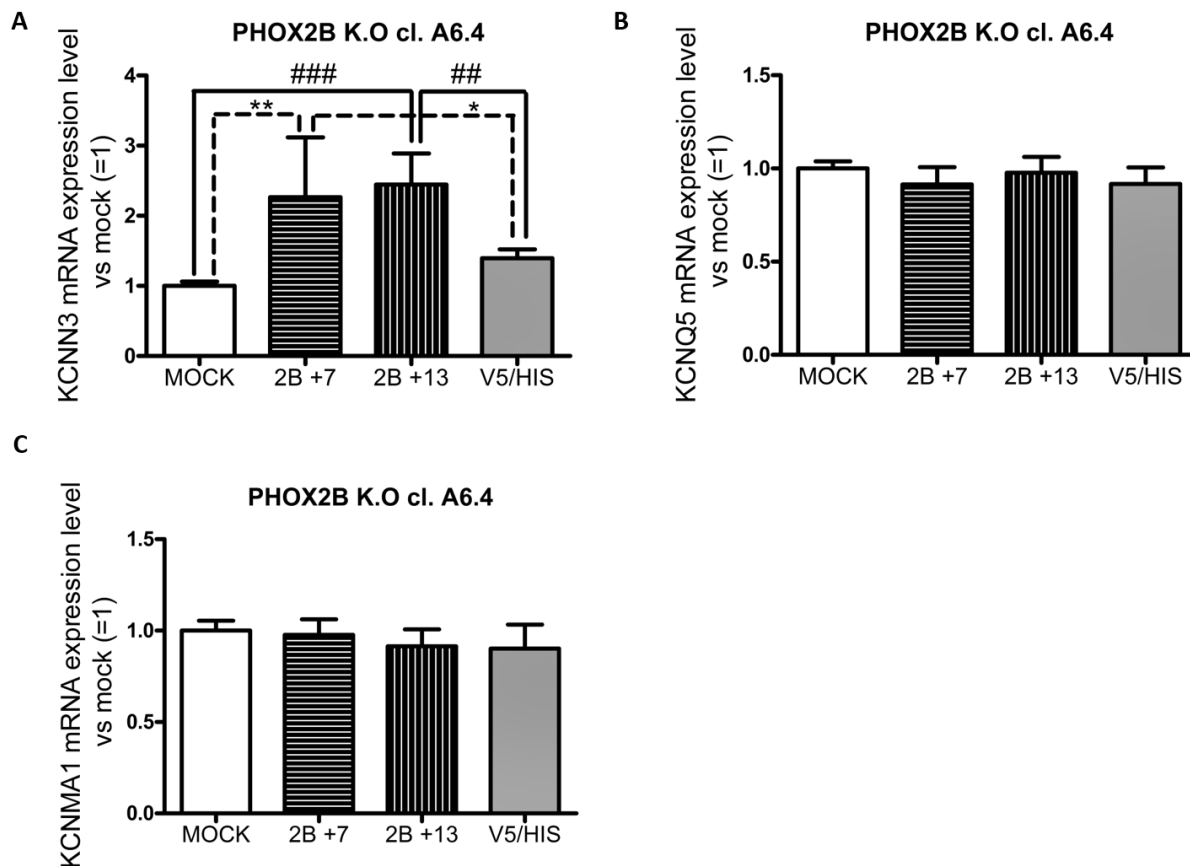 A
PHOX2B K.O cl. A6.4
KCNN3 mRNA expression level
vs mock (=1)
4
3
2
1
0
###
##
**
*
MOCK
2B +7
2B +13
V5/HIS
B
PHOX2B K.O cl. A6.4
KCNQ5 mRNA expression level
vs mock (=1)
1.5
1.0
0.5
0.0
MOCK
2B +7
2B +13
V5/HIS
C
PHOX2B K.O cl. A6.4
KCNMA1 mRNA expression level
vs mock (=1)
1.5
1.0
0.5
0.0
MOCK
2B +7
2B +13
V5/HIS